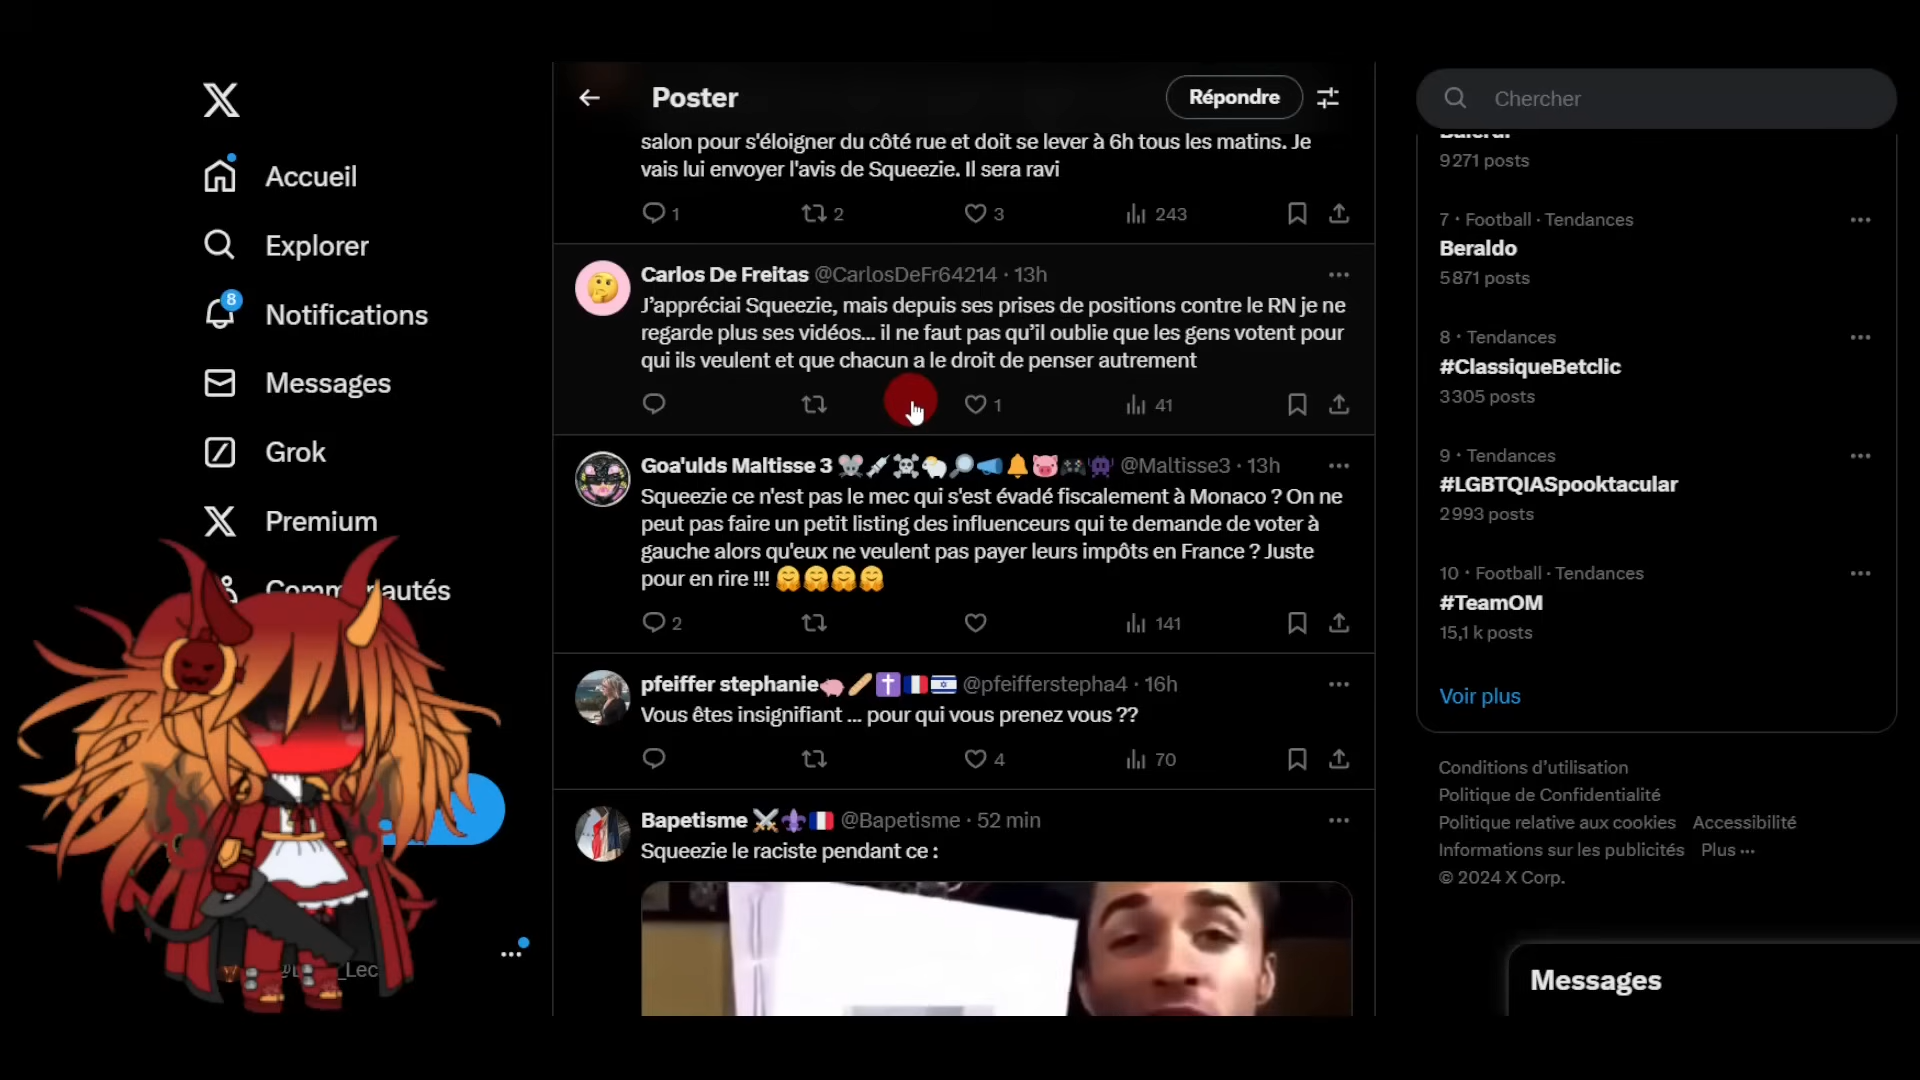 Accueil
Explorer
8
Notifications
Messages
Grok
Premium
Poster
Répondre
salon pour s'éloigner du côté rue et doit se lever à 6h tous les matins. Je
vais lui envoyer l'avis de Squeezie. Il sera ravi
1 2 3 243
Carlos De Freitas @CarlosDeFr64214 · 13h
J’appréciai Squeezie, mais depuis ses prises de positions contre le RN je ne
regarde plus ses vidéos... il ne faut pas qu’il oublie que les gens votent pour
qui ils veulent et que chacun a le droit de penser autrement
1 41
Goa'ulds Maltisse 3 🐭💉☠️🐑🔎📣🔔🐷🎮👾 @Maltisse3 · 13h
Squeezie ce n'est pas le mec qui s'est évadé fiscalement à Monaco ? On ne
peut pas faire un petit listing des influenceurs qui te demande de voter à
gauche alors qu'eux ne veulent pas payer leurs impôts en France ? Juste
pour en rire !!! 🤗🤗🤗🤗
2 141
pfeiffer stephanie🐖🥖✝️🇫🇷🇮🇱 @pfeifferstepha4 · 16h
Vous êtes insignifiant ... pour qui vous prenez vous ??
4 70
Bapetisme ⚔️⚜️🇫🇷 @Bapetisme · 52 min
Squeezie le raciste pendant ce :
Chercher
9 271 posts
7 · Football · Tendances
Beraldo
5 871 posts
8 · Tendances
#ClassiqueBetclic
3 305 posts
9 · Tendances
#LGBTQIASpooktacular
2 993 posts
10 · Football · Tendances
#TeamOM
15,1 k posts
Voir plus
Conditions d’utilisation
Politique de Confidentialité
Politique relative aux cookies Accessibilité
Informations sur les publicités Plus ···
© 2024 X Corp.
Messages